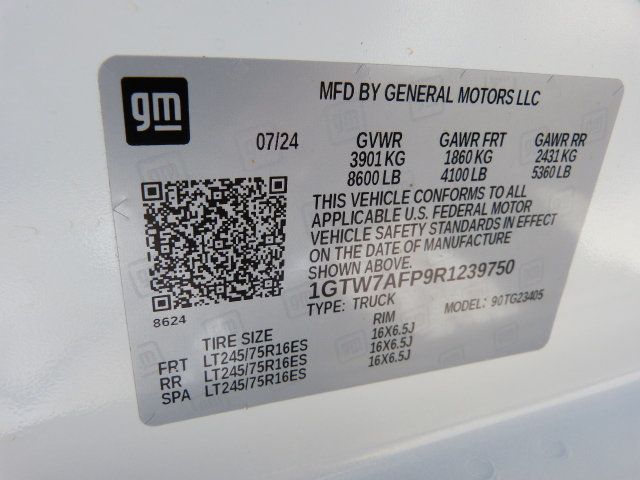 gm
MFD BY GENERAL MOTORS LLC
07/24 GVWR GAWR FRT GAWR RR
3901 KG 1860 KG 2431 KG
8600 LB 4100 LB 5360 LB
THIS VEHICLE CONFORMS TO ALL
APPLICABLE U.S. FEDERAL MOTOR
VEHICLE SAFETY STANDARDS IN EFFECT
ON THE DATE OF MANUFACTURE
SHOWN ABOVE.
1GTW7AFP9R1239750
TYPE: TRUCK MODEL: 90TG23405
8624
TIRE SIZE RIM
FRT LT245/75R16ES 16X6.5J
RR LT245/75R16ES 16X6.5J
SPA LT245/75R16ES 16X6.5J